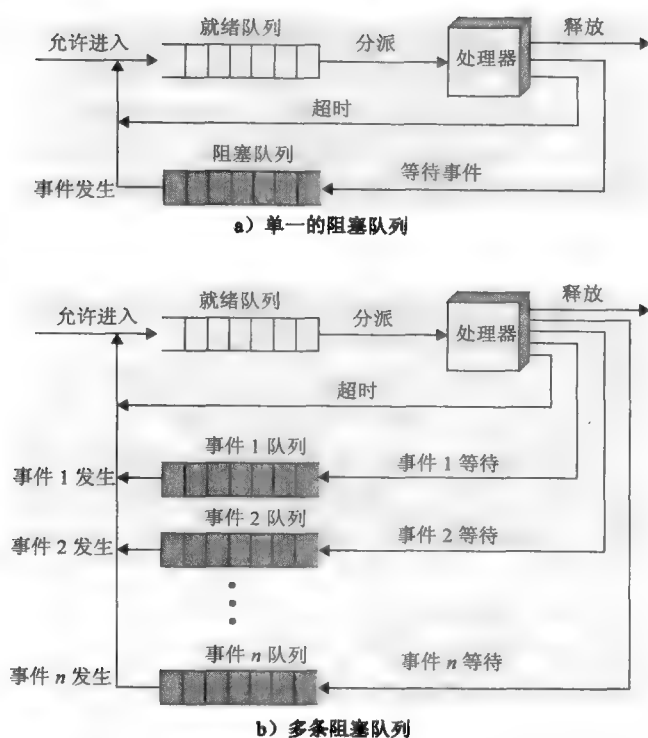 就绪队列
允许进入
分派
处理器
释放
超时
阻塞队列
等待事件
事件发生
a）单一的阻塞队列
就绪队列
允许进入
分派
处理器
释放
超时
事件 1 队列
事件 1 等待
事件 1 发生
事件 2 队列
事件 2 等待
事件 2 发生
事件 n 队列
事件 n 等待
事件 n 发生
b）多条阻塞队列